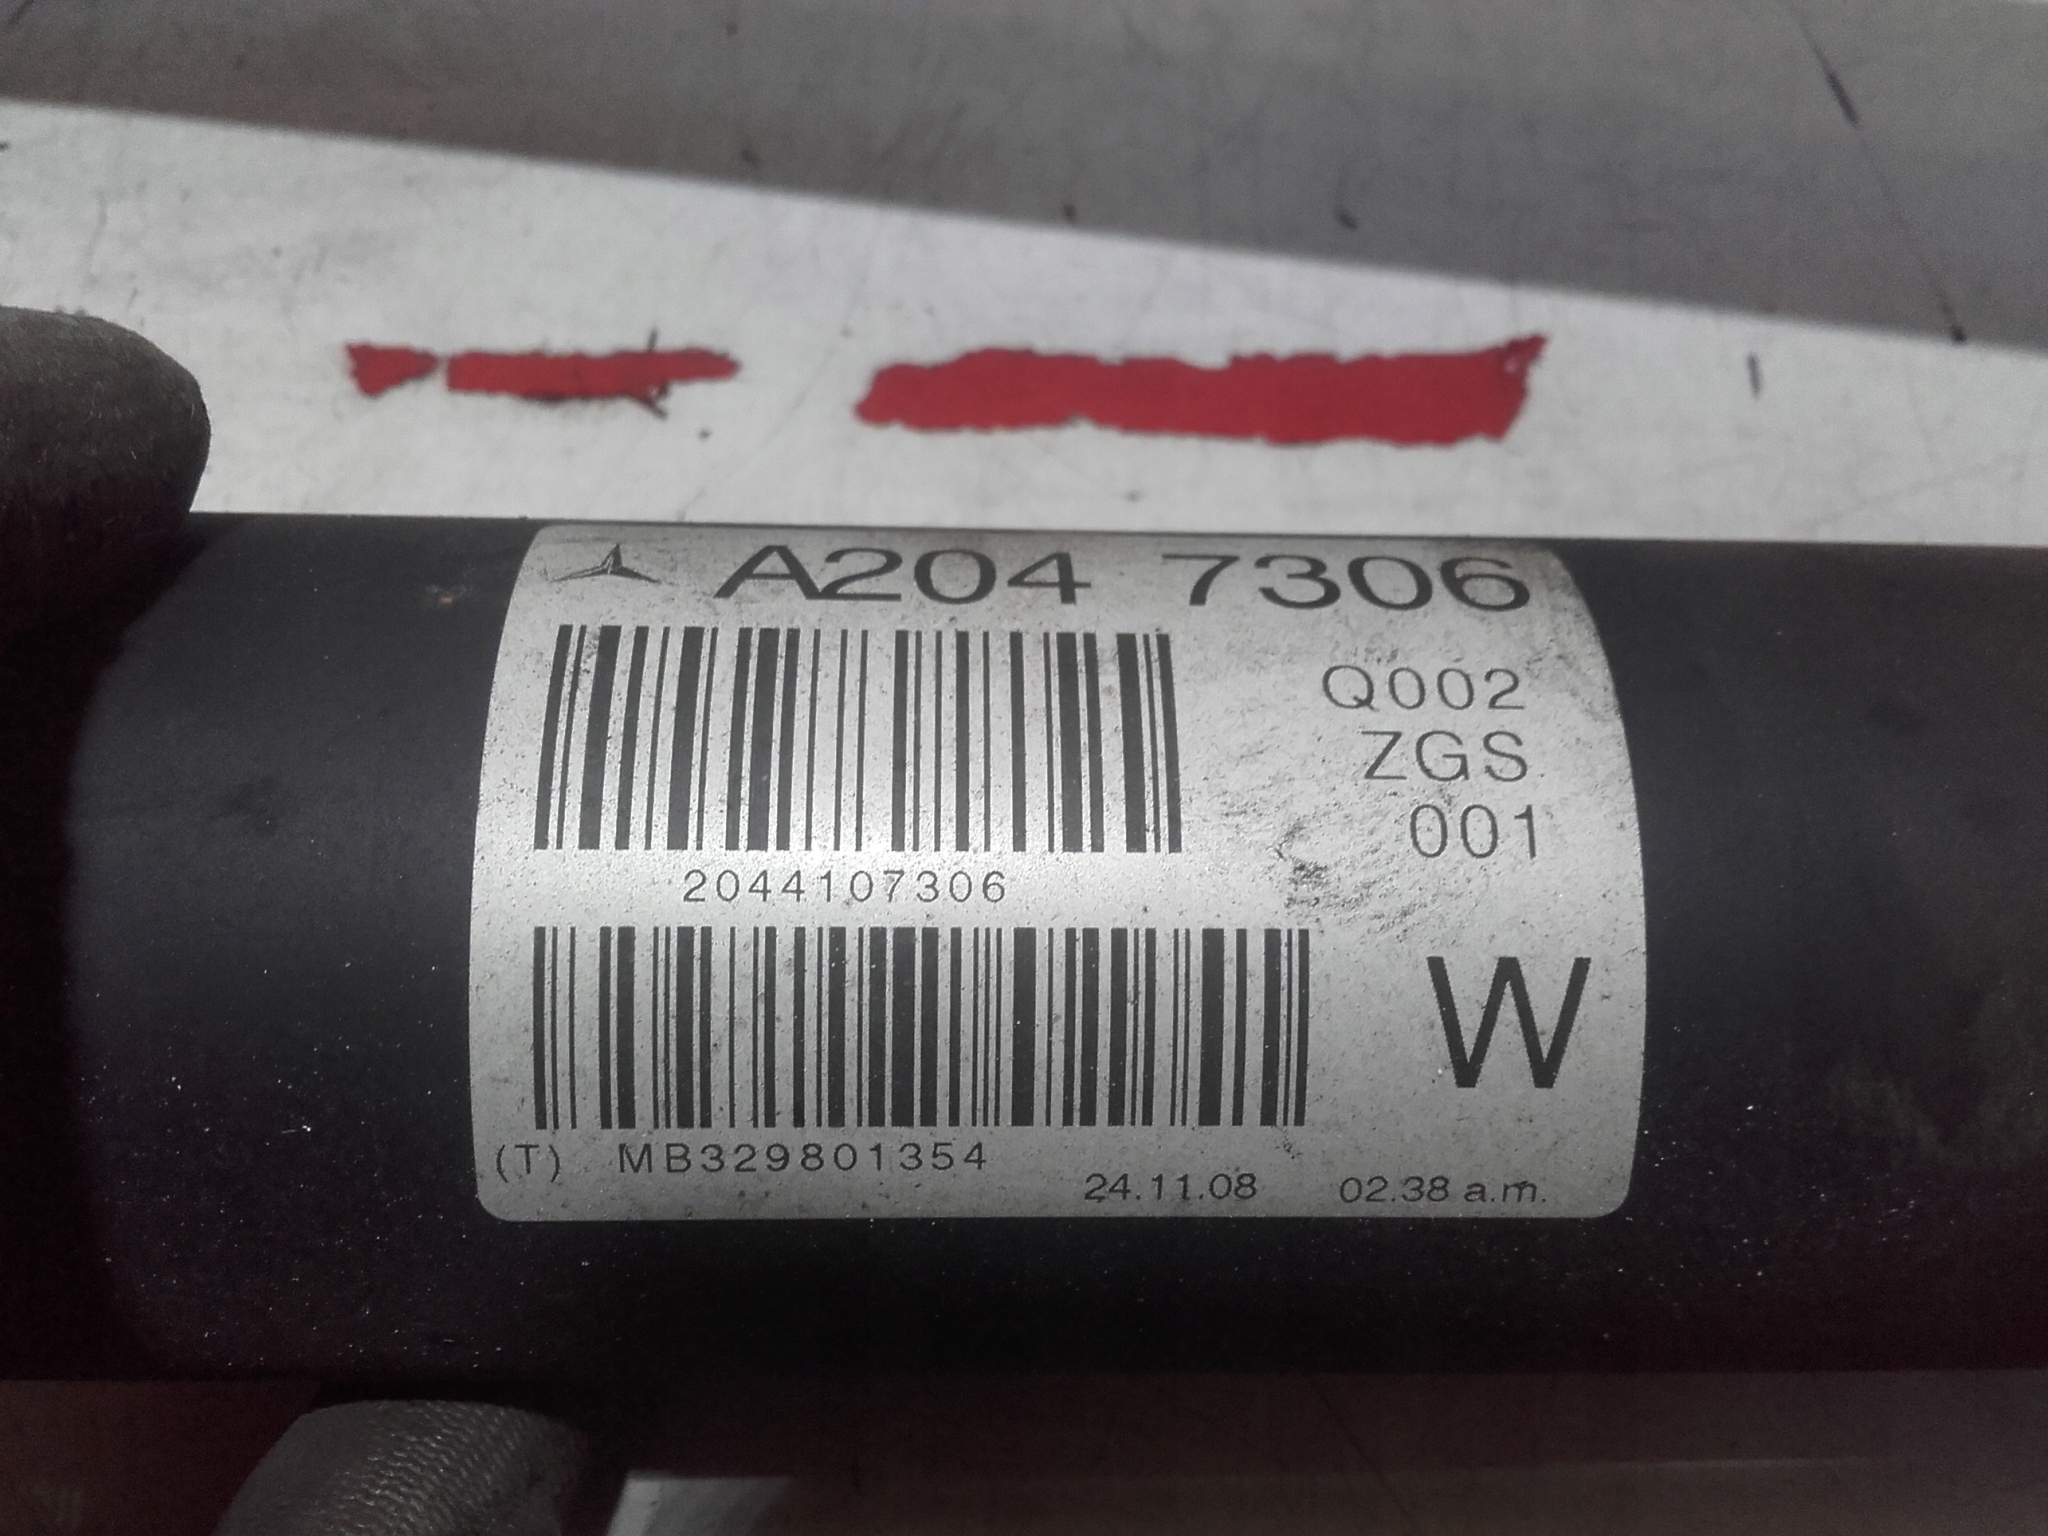 A204 7306
Q002
ZGS
001
2044107306
W
(T) MB329801354
24.11.08 02.38 a.m.